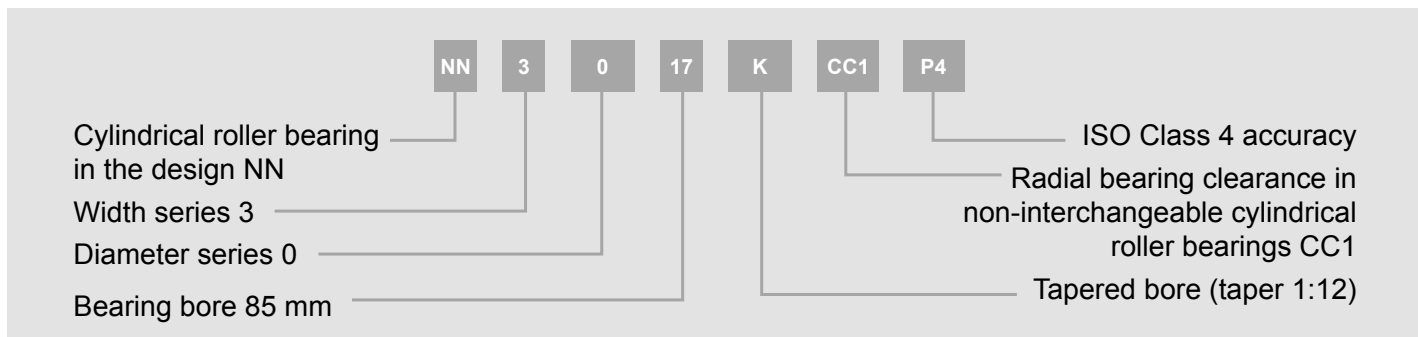 NN 3 0 17 K CC1 P4
Cylindrical roller bearing
in the design NN
Width series 3
Diameter series 0
Bearing bore 85 mm
ISO Class 4 accuracy
Radial bearing clearance in
non-interchangeable cylindrical
roller bearings CC1
Tapered bore (taper 1:12)